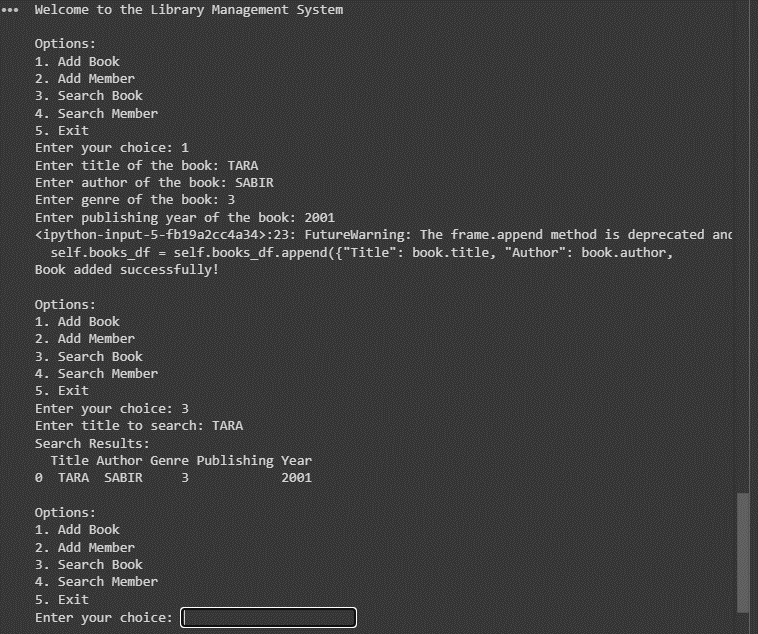 Welcome to the Library Management System
Options:
1. Add Book
2. Add Member
3. Search Book
4. Search Member
5. Exit
Enter your choice: 1
Enter title of the book: TARA
Enter author of the book: SABIR
Enter genre of the book: 3
Enter publishing year of the book: 2001
<ipython-input-5-fb19a2cc4a34>:23: FutureWarning: The frame.append method is deprecated and
self.books_df = self.books_df.append({"Title": book.title, "Author": book.author,
Book added successfully!
Options:
1. Add Book
2. Add Member
3. Search Book
4. Search Member
5. Exit
Enter your choice: 3
Enter title to search: TARA
Search Results:
Title Author Genre Publishing Year
0 TARA SABIR 3 2001
Options:
1. Add Book
2. Add Member
3. Search Book
4. Search Member
5. Exit
Enter your choice: